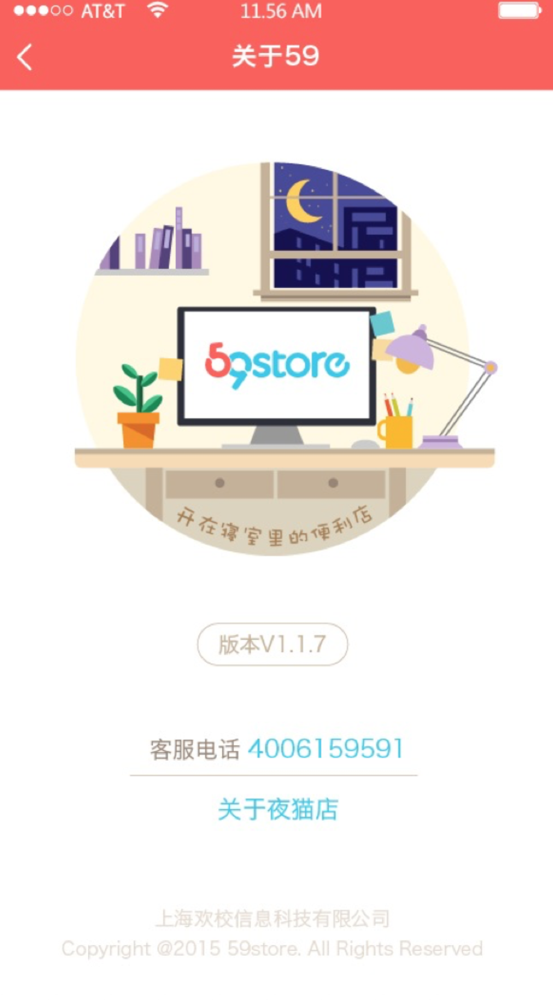 AT&T 11.56 AM
关于59
59store
开在寝室里的便利店
版本V1.1.7
客服电话 4006159591
关于夜猫店
上海欢校信息科技有限公司
Copyright @2015 59store. All Rights Reserved